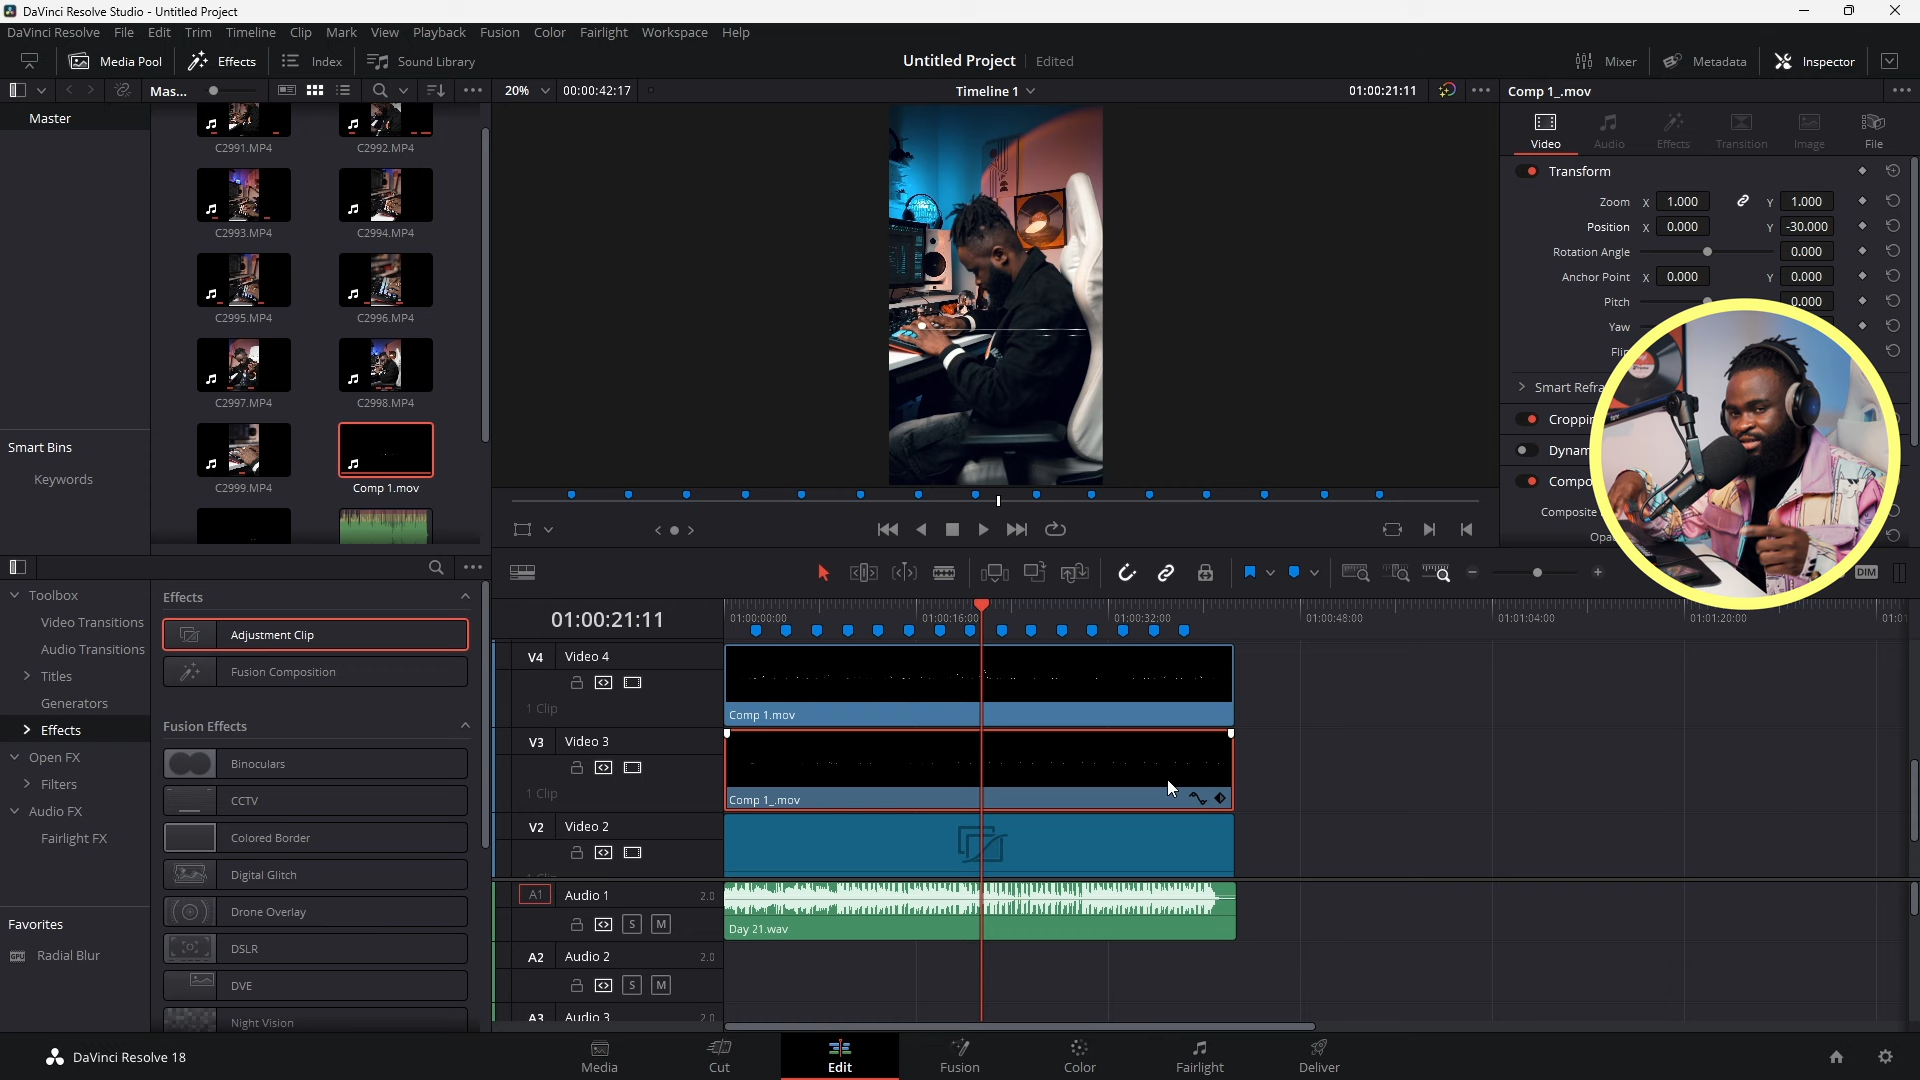 DaVinci Resolve Studio - Untitled Project
DaVinci Resolve File Edit Trim Timeline Clip Mark View Playback Fusion Color Fairlight Workspace Help
Media Pool Effects Index Sound Library Untitled Project Edited Mixer Metadata Inspector
Mas... 20% 00:00:42:17 Timeline 1 01:00:21:11 Comp 1_.mov
Master
Video Audio Effects Transition Image File
C2991.MP4 C2992.MP4
Transform
Zoom X 1.000 Y 1.000
Position X 0.000 Y -30.000
C2993.MP4 C2994.MP4
Rotation Angle 0.000
Anchor Point X 0.000 Y 0.000
Pitch 0.000
C2995.MP4 C2996.MP4
Yaw
Flip
Smart Refra
C2997.MP4 C2998.MP4
Croppin
Smart Bins
Dynam
Keywords
Compo
C2999.MP4 Comp 1.mov
Composite
Opa
DIM
Toolbox
Video Transitions
Audio Transitions
Titles
Generators
Effects
Open FX
Filters
Audio FX
Fairlight FX
Favorites
Radial Blur
Effects
Adjustment Clip
Fusion Composition
Fusion Effects
Binoculars
CCTV
Colored Border
Digital Glitch
Drone Overlay
DSLR
DVE
Night Vision
01:00:21:11
01:00:00:00 01:00:16:00 01:00:32:00 01:00:48:00 01:01:04:00 01:01:20:00 01:01
V4 Video 4
1 Clip
Comp 1.mov
V3 Video 3
1 Clip
Comp 1_.mov
V2 Video 2
A1 Audio 1 2.0
S M
Day 21.wav
A2 Audio 2 2.0
S M
A3 Audio 3 2.0
DaVinci Resolve 18
Media Cut Edit Fusion Color Fairlight Deliver